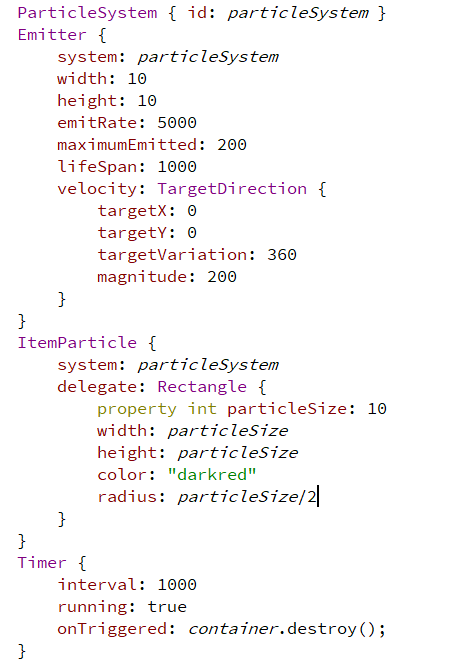 ParticleSystem { id: particleSystem }
Emitter {
    system: particleSystem
    width: 10
    height: 10
    emitRate: 5000
    maximumEmitted: 200
    lifeSpan: 1000
    velocity: TargetDirection {
        targetX: 0
        targetY: 0
        targetVariation: 360
        magnitude: 200
    }
}
ItemParticle {
    system: particleSystem
    delegate: Rectangle {
        property int particleSize: 10
        width: particleSize
        height: particleSize
        color: "darkred"
        radius: particleSize/2
    }
}
Timer {
    interval: 1000
    running: true
    onTriggered: container.destroy();
}